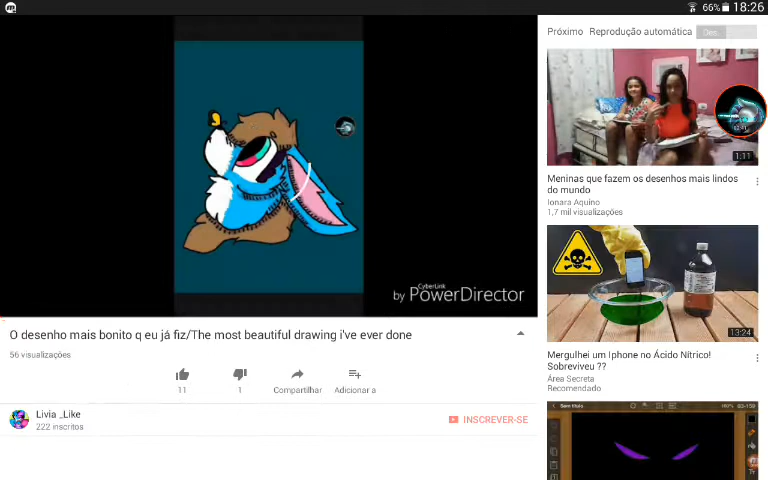 66% 18:26
by CyberLink PowerDirector
O desenho mais bonito q eu já fiz/The most beautiful drawing i've ever done
56 visualizações
11 1 Compartilhar Adicionar a
Livia _Like
222 inscritos
INSCREVER-SE
Próximo Reprodução automática Des.
1:11
Meninas que fazem os desenhos mais lindos
do mundo
Ionara Aquino
1,7 mil visualizações
13:24
Mergulhei um Iphone no Ácido Nítrico!
Sobreviveu ??
Área Secreta
Recomendado
Sem título